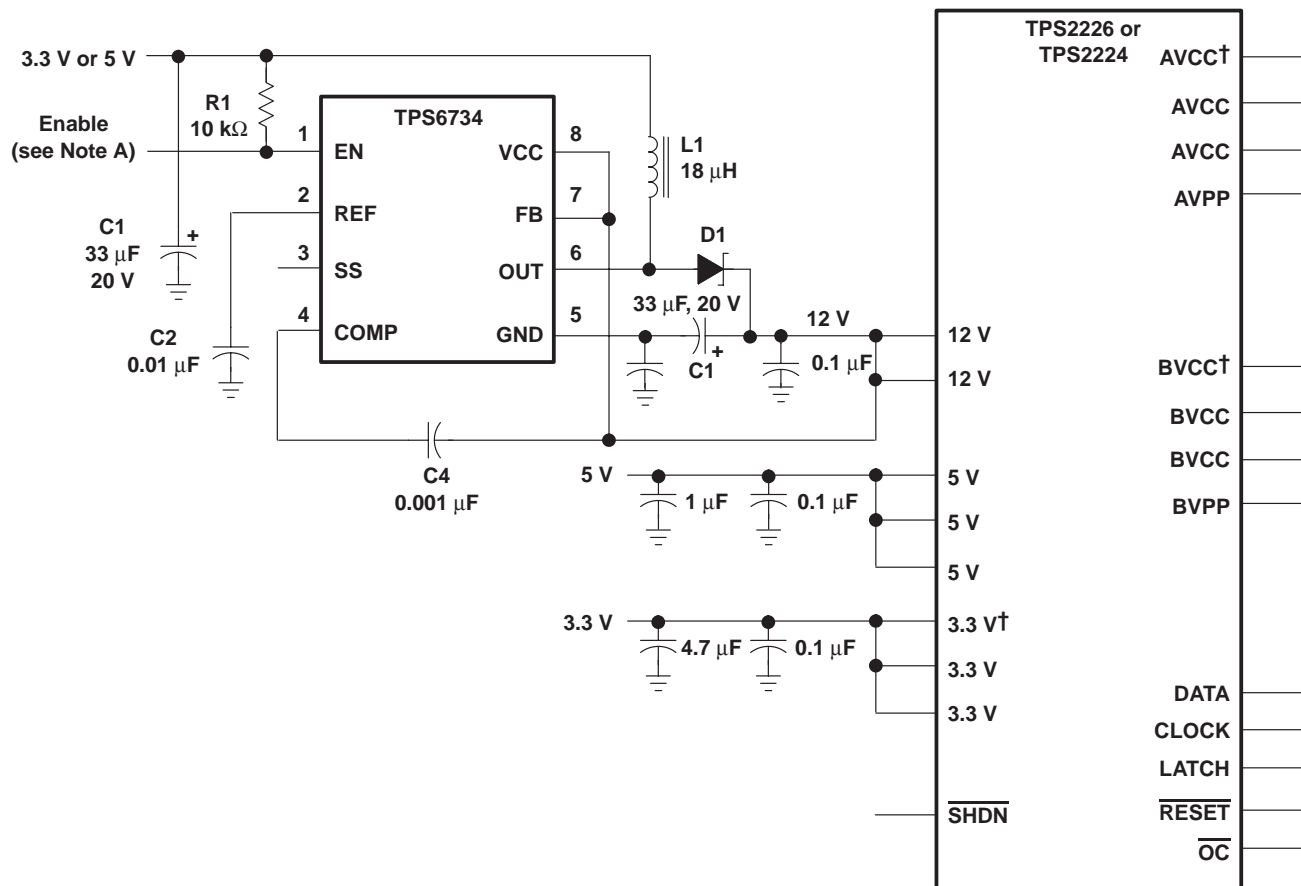 TPS2226 or
TPS2224
3.3 V or 5 V
R1
10 kΩ
Enable
(see Note A)
C1
33 μF
20 V
+
C2
0.01 μF
TPS6734
1
EN
2
REF
3
SS
4
COMP
8
VCC
7
FB
6
OUT
5
GND
L1
18 μH
D1
33 μF, 20 V
C1
+
12 V
0.1 μF
C4
0.001 μF
5 V
1 μF
0.1 μF
3.3 V
4.7 μF
0.1 μF
12 V
12 V
5 V
5 V
5 V
3.3 V†
3.3 V
3.3 V
SHDN
AVCC†
AVCC
AVCC
AVPP
BVCC†
BVCC
BVCC
BVPP
DATA
CLOCK
LATCH
RESET
OC